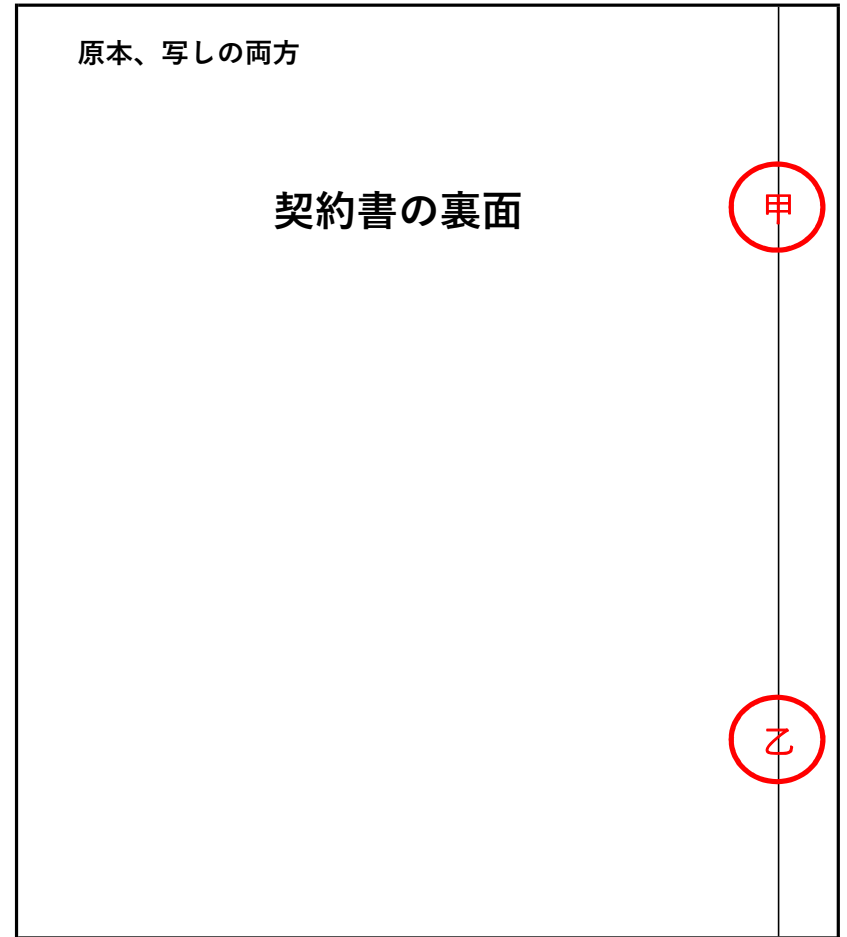 原本、写しの両方
契約書の裏面
甲
乙